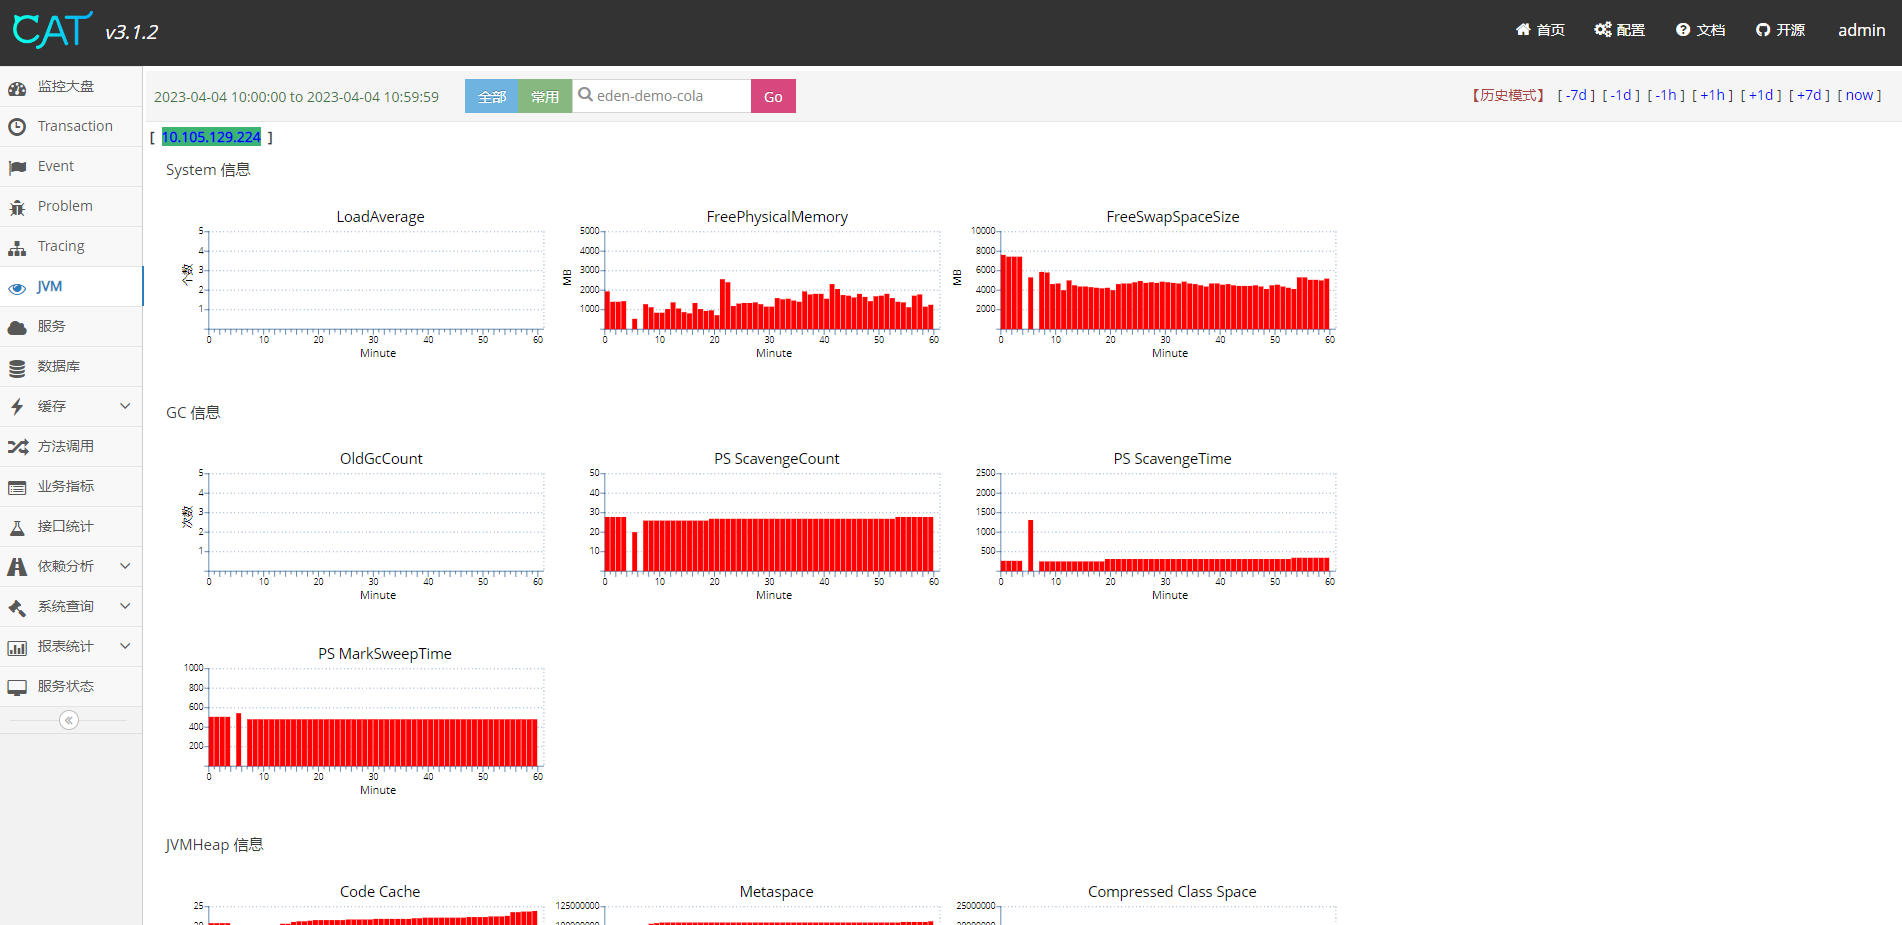 CAT v3.1.2
首页 配置 文档 开源 admin
监控大盘
Transaction
Event
Problem
Tracing
JVM
服务
数据库
缓存
方法调用
业务指标
接口统计
依赖分析
系统查询
报表统计
服务状态
2023-04-04 10:00:00 to 2023-04-04 10:59:59 全部 常用 eden-demo-cola Go
【历史模式】 [ -7d ] [ -1d ] [ -1h ] [ +1h ] [ +1d ] [ +7d ] [ now ]
[ 10.105.129.224 ]
System 信息
LoadAverage
5
4
3
2
1
个数
0 10 20 30 40 50 60
Minute
FreePhysicalMemory
5000
4000
3000
2000
1000
MB
0 10 20 30 40 50 60
Minute
FreeSwapSpaceSize
10000
8000
6000
4000
2000
MB
0 10 20 30 40 50 60
Minute
GC 信息
OldGcCount
5
4
3
2
1
次数
0 10 20 30 40 50 60
Minute
PS ScavengeCount
50
40
30
20
10
0 10 20 30 40 50 60
Minute
PS ScavengeTime
2500
2000
1500
1000
500
0 10 20 30 40 50 60
Minute
PS MarkSweepTime
1000
800
600
400
200
0 10 20 30 40 50 60
Minute
JVMHeap 信息
Code Cache
25
Metaspace
125000000
Compressed Class Space
25000000